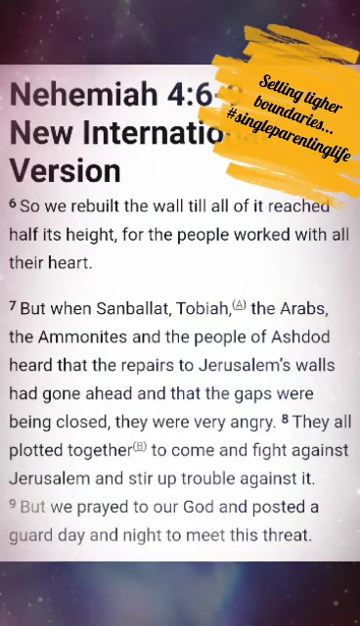 Nehemiah 4:6-
New Internatio
Version
Setting tigher
boundaries...
#singleparentinglife
6 So we rebuilt the wall till all of it reached
half its height, for the people worked with all
their heart.
7 But when Sanballat, Tobiah,(A) the Arabs,
the Ammonites and the people of Ashdod
heard that the repairs to Jerusalem's walls
had gone ahead and that the gaps were
being closed, they were very angry. 8 They all
plotted together(B) to come and fight against
Jerusalem and stir up trouble against it.
9 But we prayed to our God and posted a
guard day and night to meet this threat.